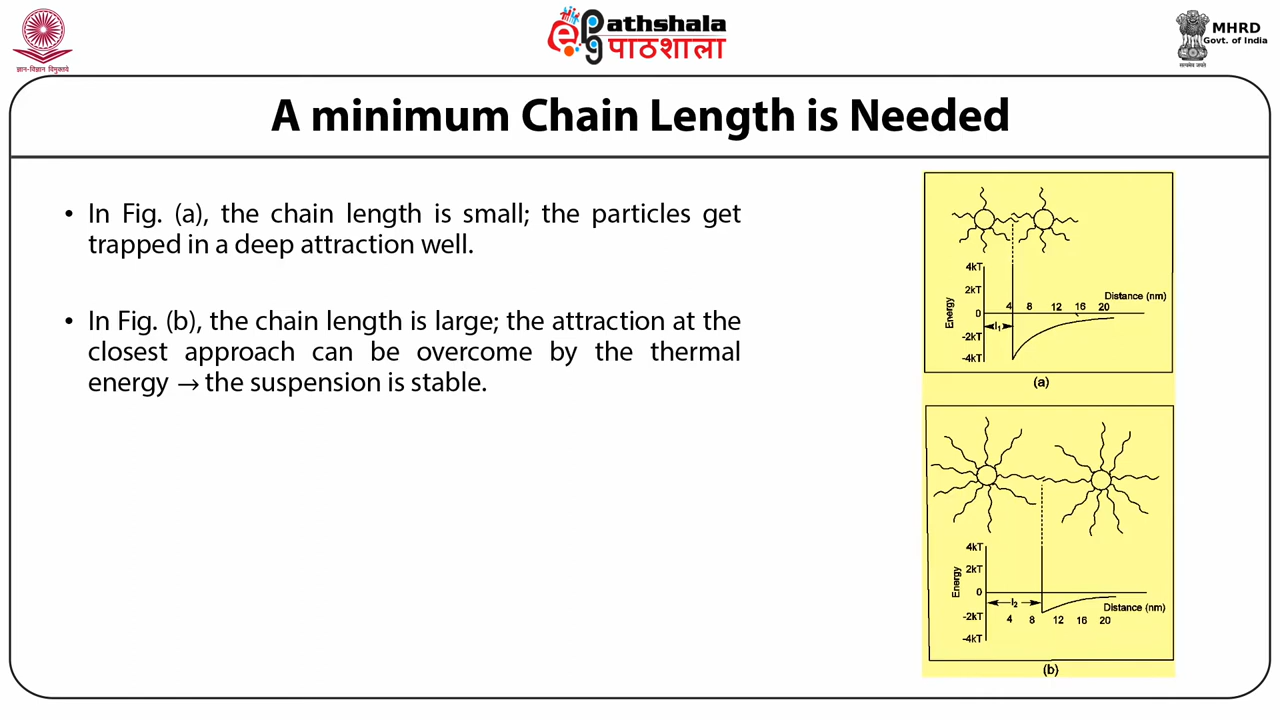 ज्ञान-विज्ञान विमुक्तये
ePathshala
पाठशाला
MHRD
Govt. of India
सत्यमेव जयते
A minimum Chain Length is Needed
• In Fig. (a), the chain length is small; the particles get
trapped in a deep attraction well.
• In Fig. (b), the chain length is large; the attraction at the
closest approach can be overcome by the thermal
energy → the suspension is stable.
4kT
2kT
0
-2kT
-4kT
Energy
4 8 12 16 20
Distance (nm)
l₁
(a)
4kT
2kT
0
-2kT
-4kT
Energy
l₂
Distance (nm)
4 8 12 16 20
(b)